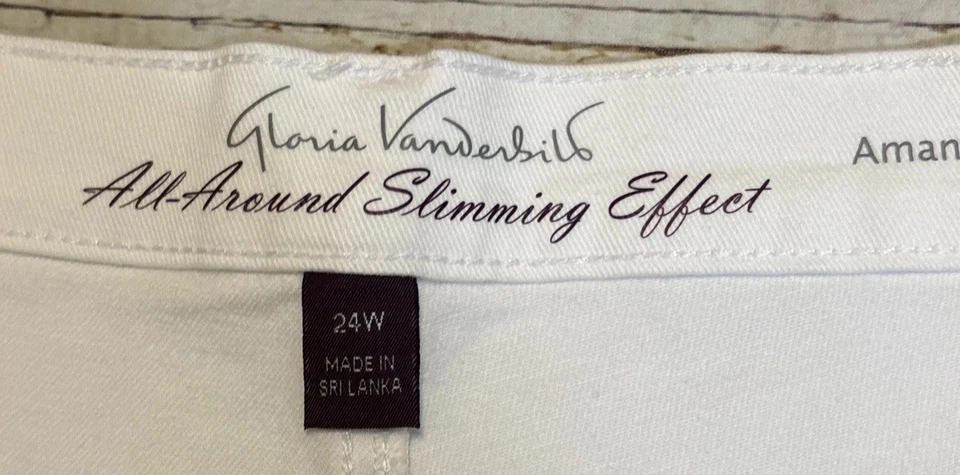 Gloria Vanderbilt
All-Around Slimming Effect
Aman
24W
MADE IN
SRI LANKA